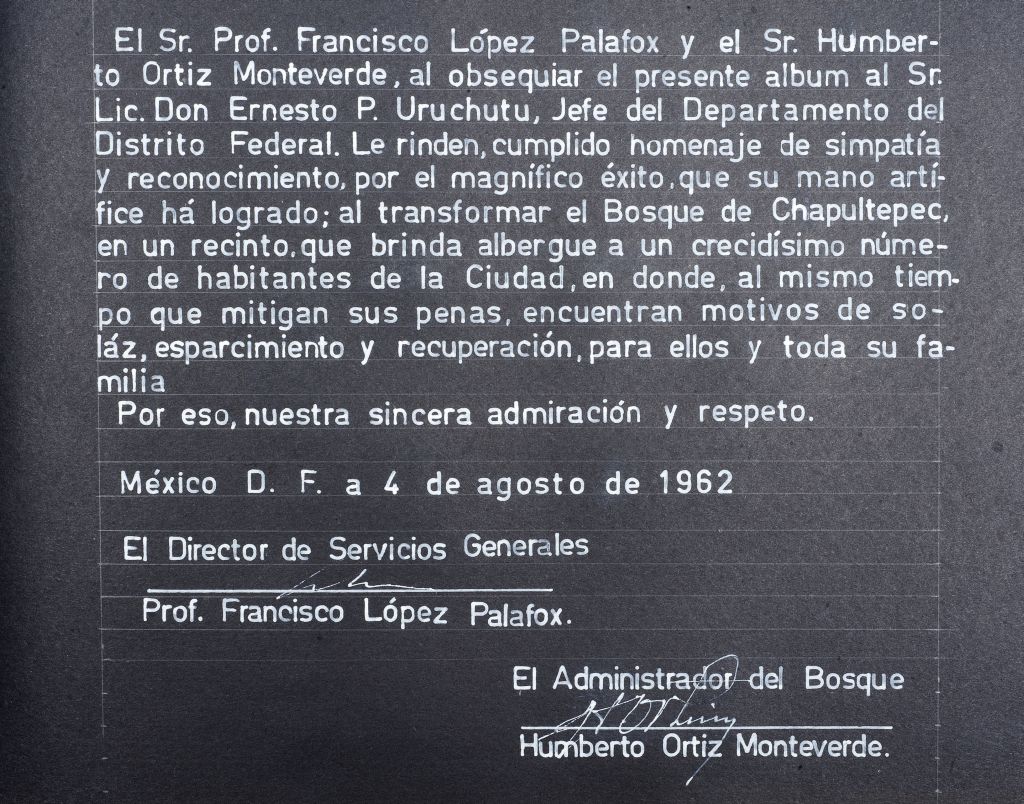 El Sr. Prof. Francisco López Palafox y el Sr. Humber-
to Ortiz Monteverde, al obsequiar el presente album al Sr.
Lic. Don Ernesto P. Uruchutu, Jefe del Departamento del
Distrito Federal. Le rinden, cumplido homenaje de simpatía
y reconocimiento, por el magnífico éxito, que su mano artí-
fice há logrado; al transformar el Bosque de Chapultepec,
en un recinto, que brinda albergue a un crecidísimo núme-
ro de habitantes de la Ciudad, en donde, al mismo tiem-
po que mitigan sus penas, encuentran motivos de so-
láz, esparcimiento y recuperación, para ellos y toda su fa-
milia
Por eso, nuestra sincera admiración y respeto.
México D. F. a 4 de agosto de 1962
El Director de Servicios Generales
Prof. Francisco López Palafox.
El Administrador del Bosque
Humberto Ortiz Monteverde.